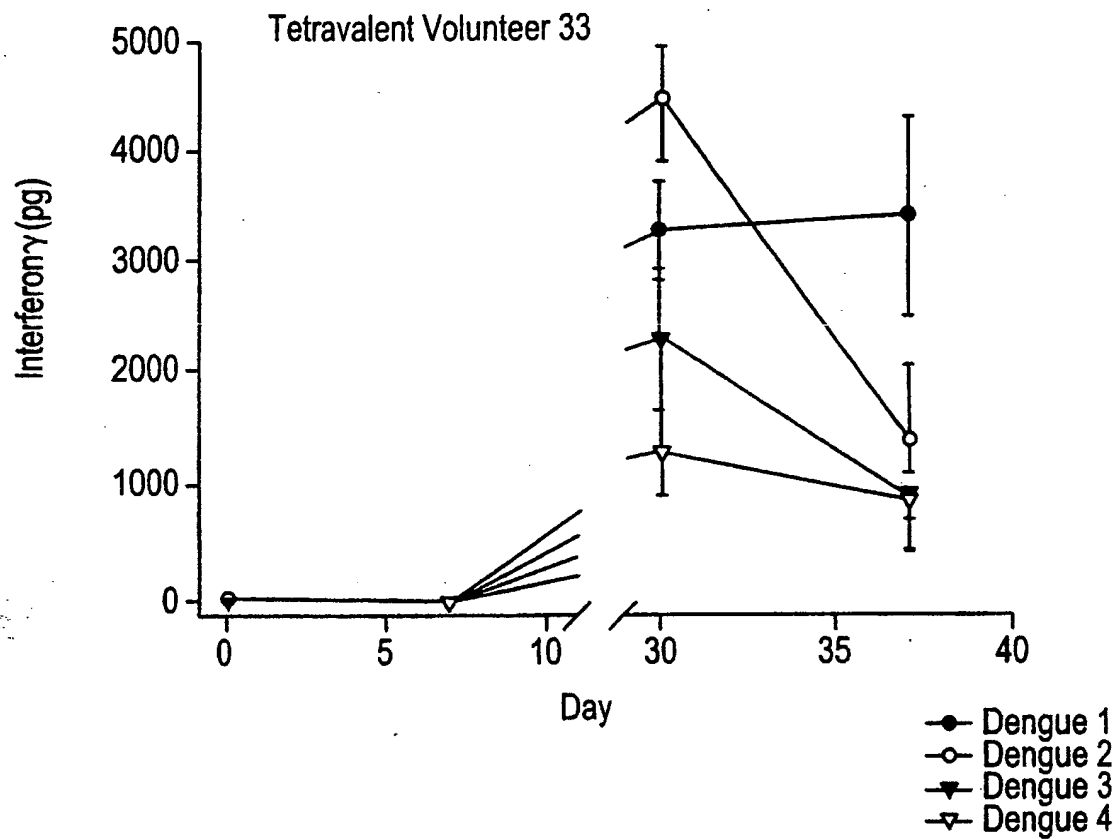 Tetravalent Volunteer 33
5000
4000
3000
2000
1000
0
Interferon-γ (pg)
0 5 10 30 35 40
Day
Dengue 1
Dengue 2
Dengue 3
Dengue 4